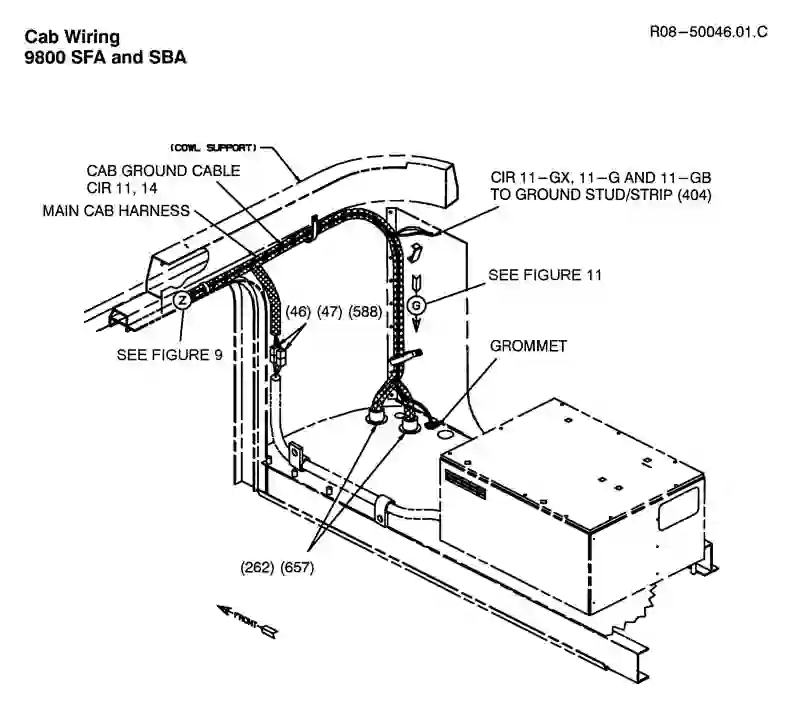 Cab Wiring
9800 SFA and SBA
R08-50046.01.C
(COWL SUPPORT)
CAB GROUND CABLE
CIR 11, 14
MAIN CAB HARNESS
CIR 11-GX, 11-G AND 11-GB
TO GROUND STUD/STRIP (404)
SEE FIGURE 11
G
Z
(46) (47) (588)
SEE FIGURE 9
GROMMET
(262) (657)
FRONT